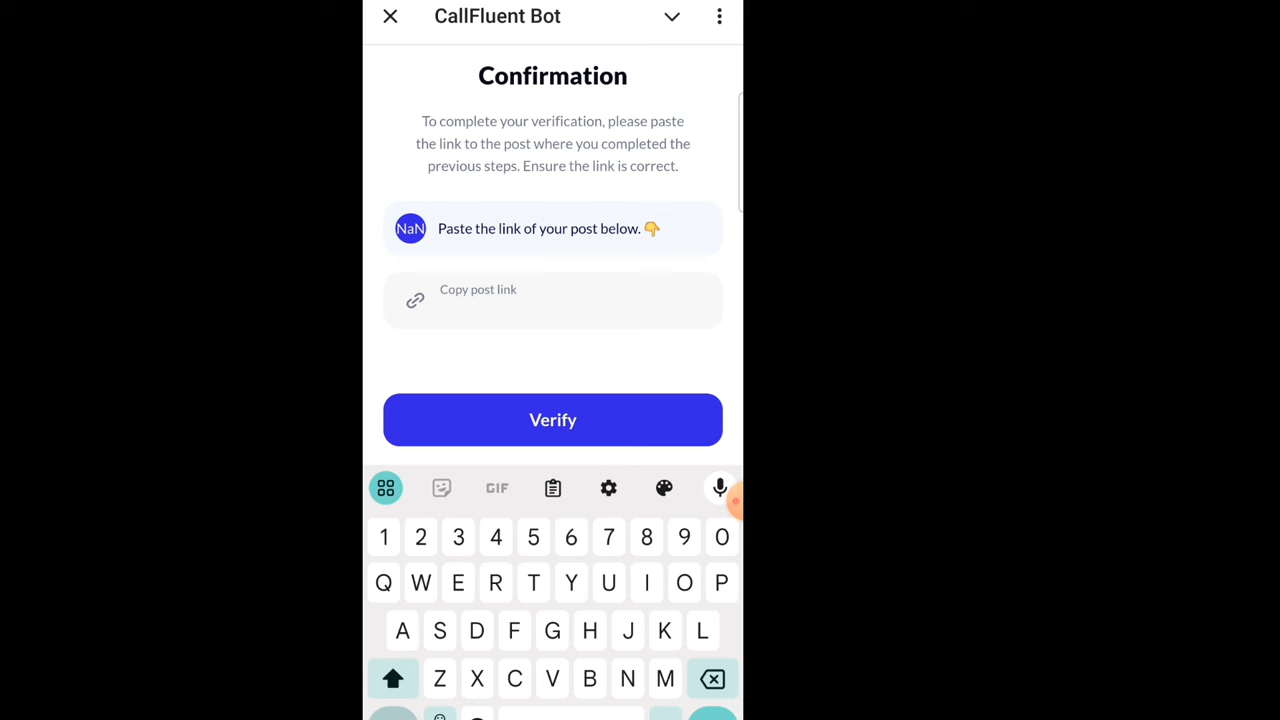 CallFluent Bot
Confirmation
To complete your verification, please paste
the link to the post where you completed the
previous steps. Ensure the link is correct.
NaN Paste the link of your post below. 👇
Copy post link
Verify
GIF
1 2 3 4 5 6 7 8 9 0
Q W E R T Y U I O P
A S D F G H J K L
Z X C V B N M